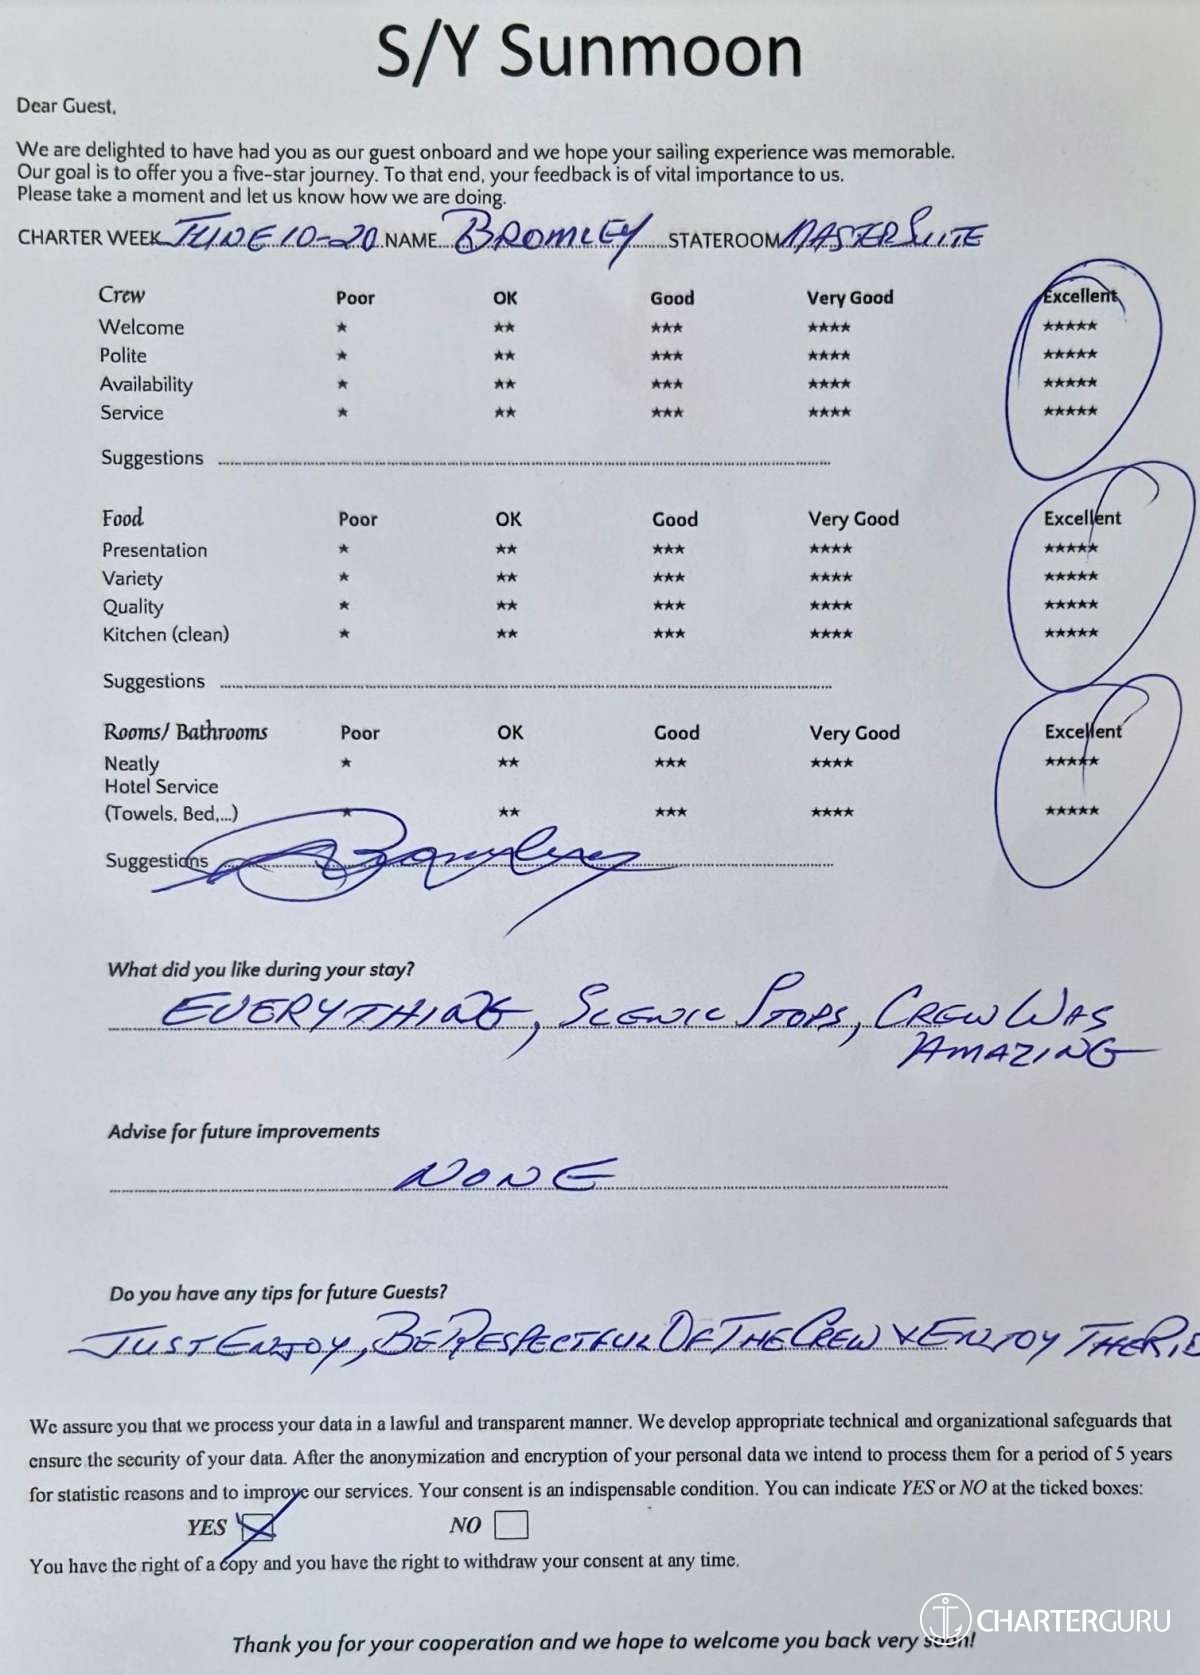 S/Y Sunmoon
Dear Guest,
We are delighted to have had you as our guest onboard and we hope your sailing experience was memorable.
Our goal is to offer you a five-star journey. To that end, your feedback is of vital importance to us.
Please take a moment and let us know how we are doing.
CHARTER WEEK JUNE 10-20 NAME BROMLEY STATEROOM MASTER SUITE
Crew Poor OK Good Very Good Excellent
Welcome ★ ★★ ★★★ ★★★★ ★★★★★
Polite ★ ★★ ★★★ ★★★★ ★★★★★
Availability ★ ★★ ★★★ ★★★★ ★★★★★
Service ★ ★★ ★★★ ★★★★ ★★★★★
Suggestions
Food Poor OK Good Very Good Excellent
Presentation ★ ★★ ★★★ ★★★★ ★★★★★
Variety ★ ★★ ★★★ ★★★★ ★★★★★
Quality ★ ★★ ★★★ ★★★★ ★★★★★
Kitchen (clean) ★ ★★ ★★★ ★★★★ ★★★★★
Suggestions
Rooms/ Bathrooms Poor OK Good Very Good Excellent
Neatly ★ ★★ ★★★ ★★★★ ★★★★★
Hotel Service
(Towels, Bed,...) ★ ★★ ★★★ ★★★★ ★★★★★
Suggestions
What did you like during your stay?
EVERYTHING, SCENIC STOPS, CREW WAS
AMAZING
Advise for future improvements
NONE
Do you have any tips for future Guests?
JUST ENJOY, BE RESPECTFUL OF THE CREW & ENJOY THE RID
We assure you that we process your data in a lawful and transparent manner. We develop appropriate technical and organizational safeguards that
ensure the security of your data. After the anonymization and encryption of your personal data we intend to process them for a period of 5 years
for statistic reasons and to improve our services. Your consent is an indispensable condition. You can indicate YES or NO at the ticked boxes:
YES NO
You have the right of a copy and you have the right to withdraw your consent at any time.
CHARTERGURU
Thank you for your cooperation and we hope to welcome you back very soon!